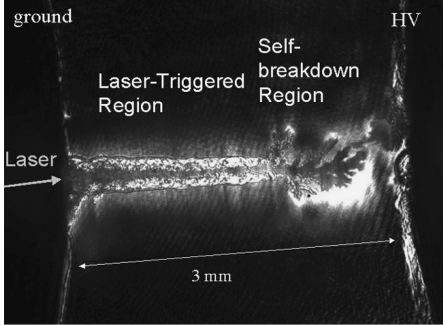 ground
HV
Self-
breakdown
Region
Laser-Triggered
Region
Laser
3 mm